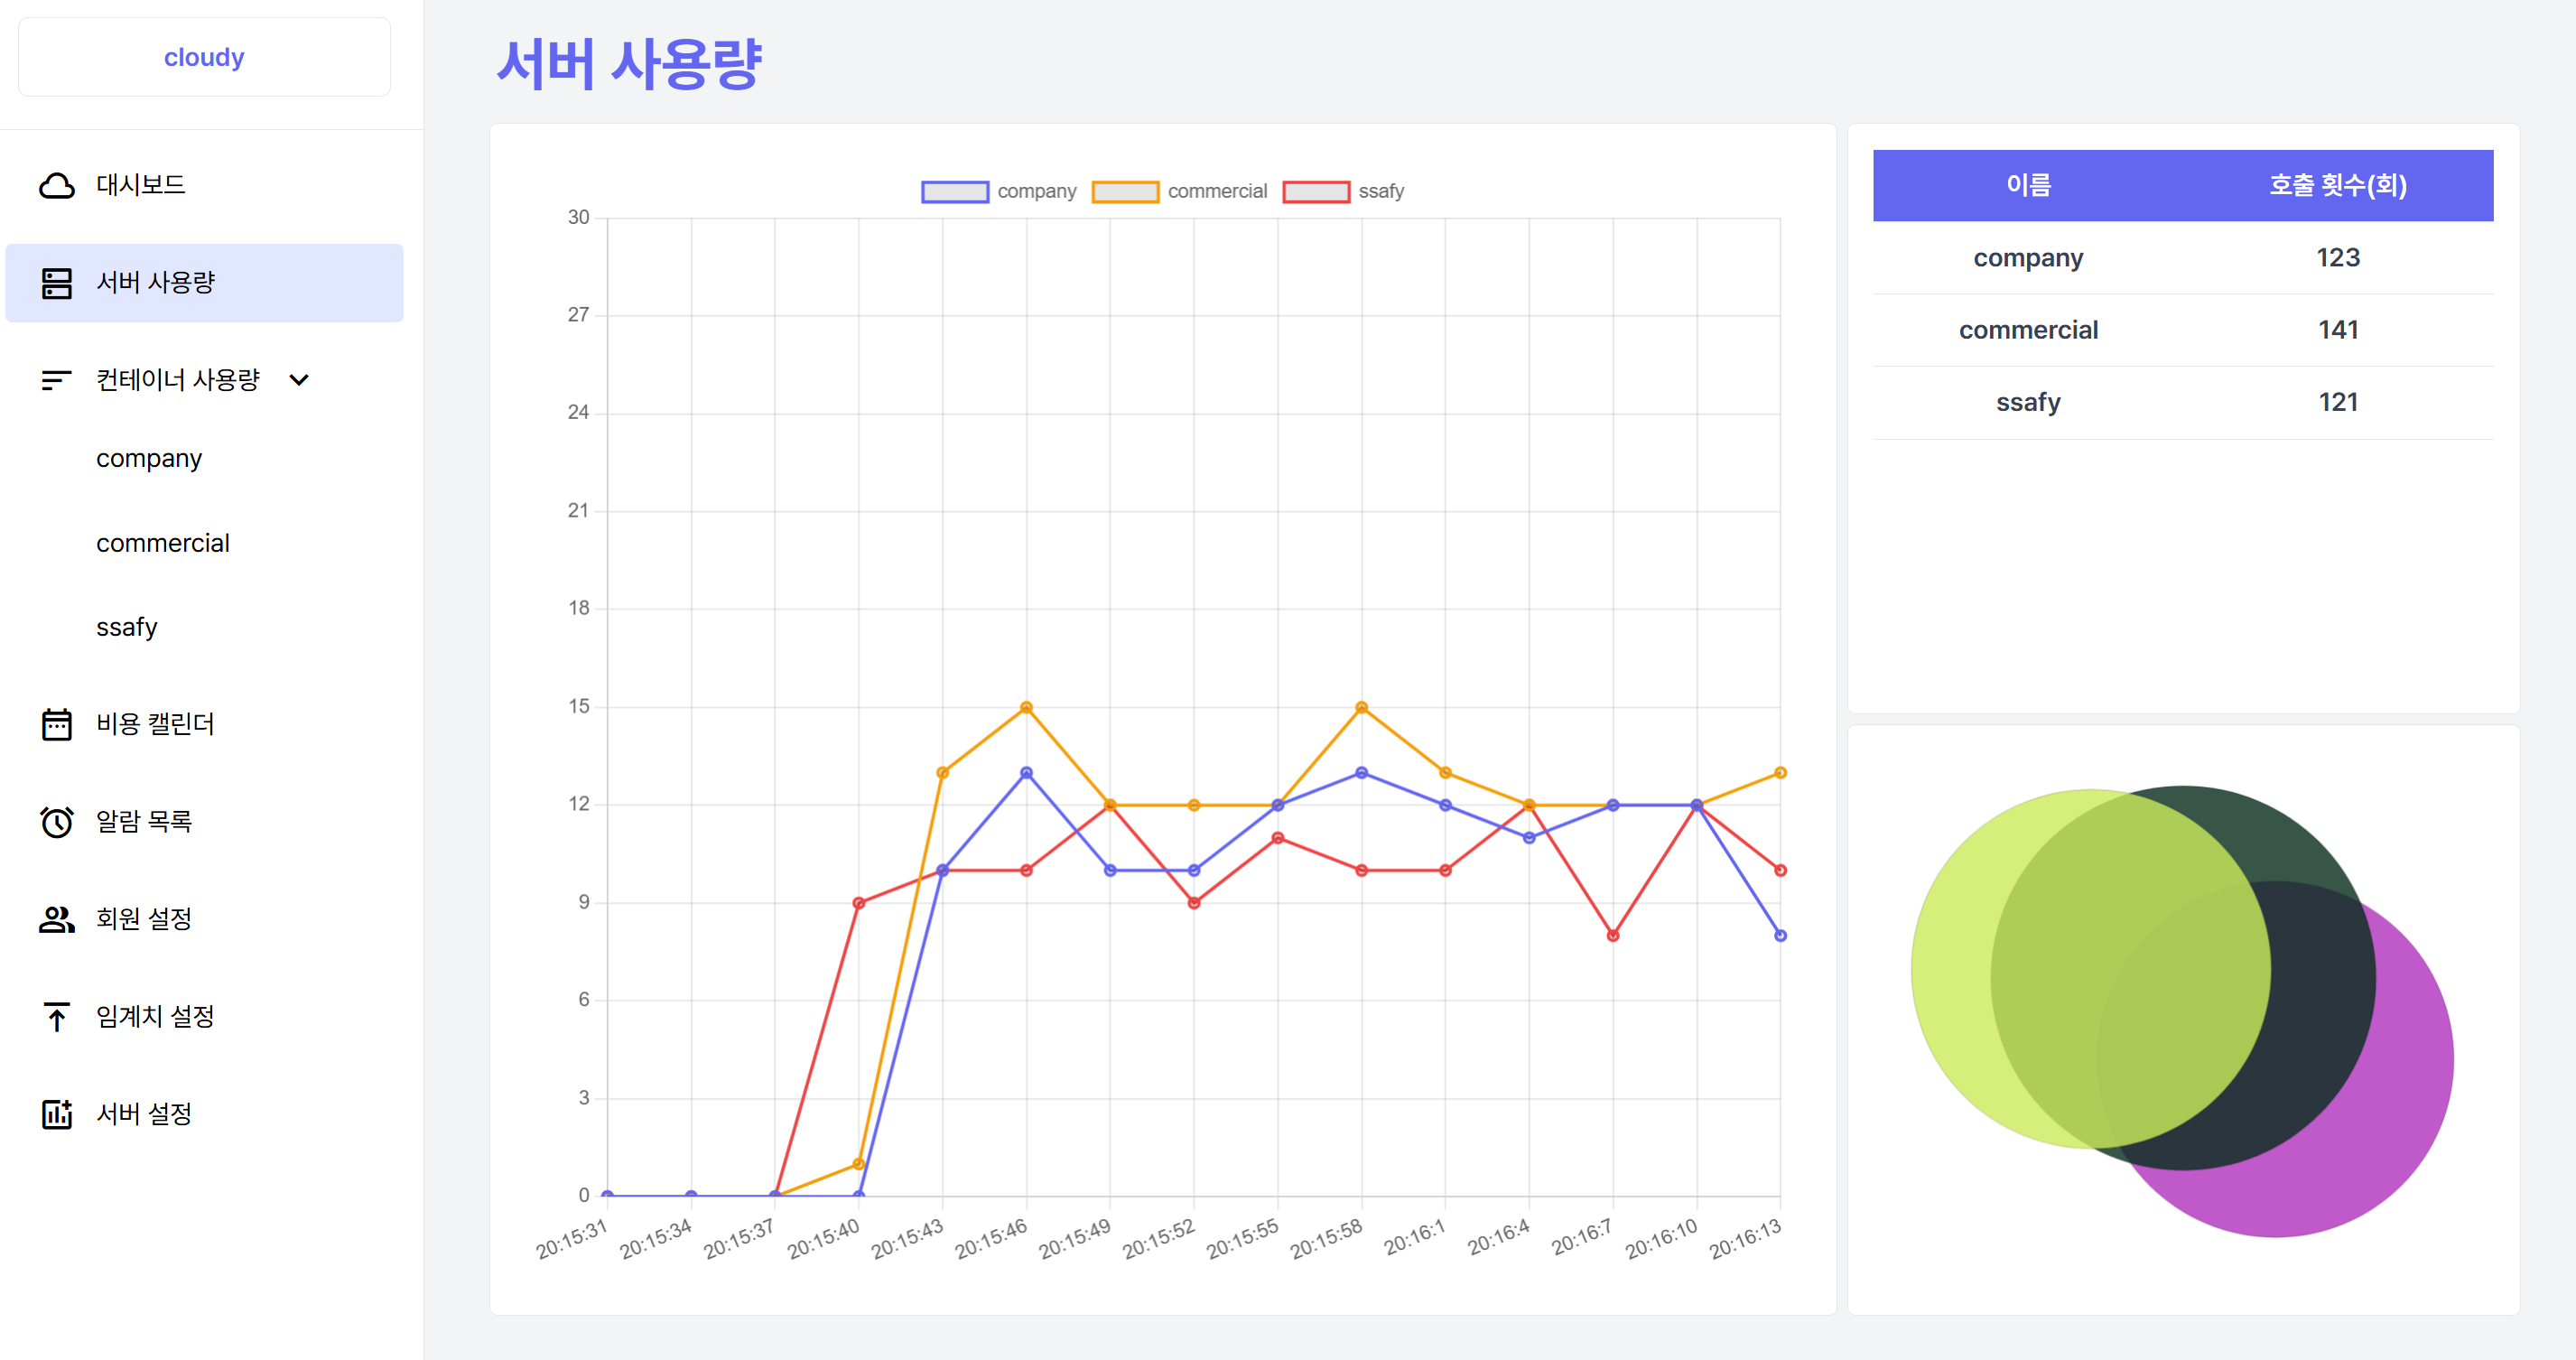 cloudy
대시보드
서버 사용량
컨테이너 사용량
company
commercial
ssafy
비용 캘린더
알람 목록
회원 설정
임계치 설정
서버 설정
서버 사용량
company commercial ssafy
30
27
24
21
18
15
12
9
6
3
0
20:15:31 20:15:34 20:15:37 20:15:40 20:15:43 20:15:46 20:15:49 20:15:52 20:15:55 20:15:58 20:16:1 20:16:4 20:16:7 20:16:10 20:16:13
이름 호출 횟수(회)
company 123
commercial 141
ssafy 121